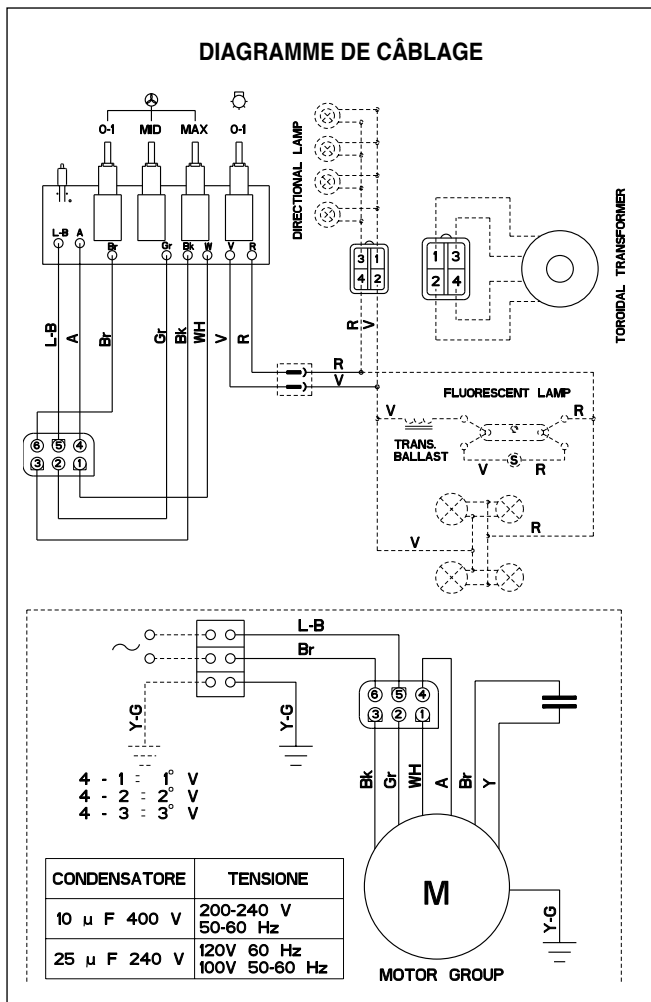 DIAGRAMME DE CÂBLAGE
0-1 MID MAX 0-1
DIRECTIONAL LAMP
TOROIDAL TRANSFORMER
L-B A Br Gr Bk W V R
3 1
4 2
1 3
2 4
L-B A Br Gr Bk WH V R
R V
R
V
FLUORESCENT LAMP
V R
TRANS.
BALLAST
S
V R
6 5 4
3 2 1
R
V
L-B
Br
6 5 4
3 2 1
Y-G Y-G
Bk Gr WH A Br Y
4 - 1 = 1° V
4 - 2 = 2° V
4 - 3 = 3° V
M
CONDENSATORE TENSIONE
10 µ F 400 V 200-240 V
50-60 Hz
25 µ F 240 V 120V 60 Hz
100V 50-60 Hz
Y-G
MOTOR GROUP